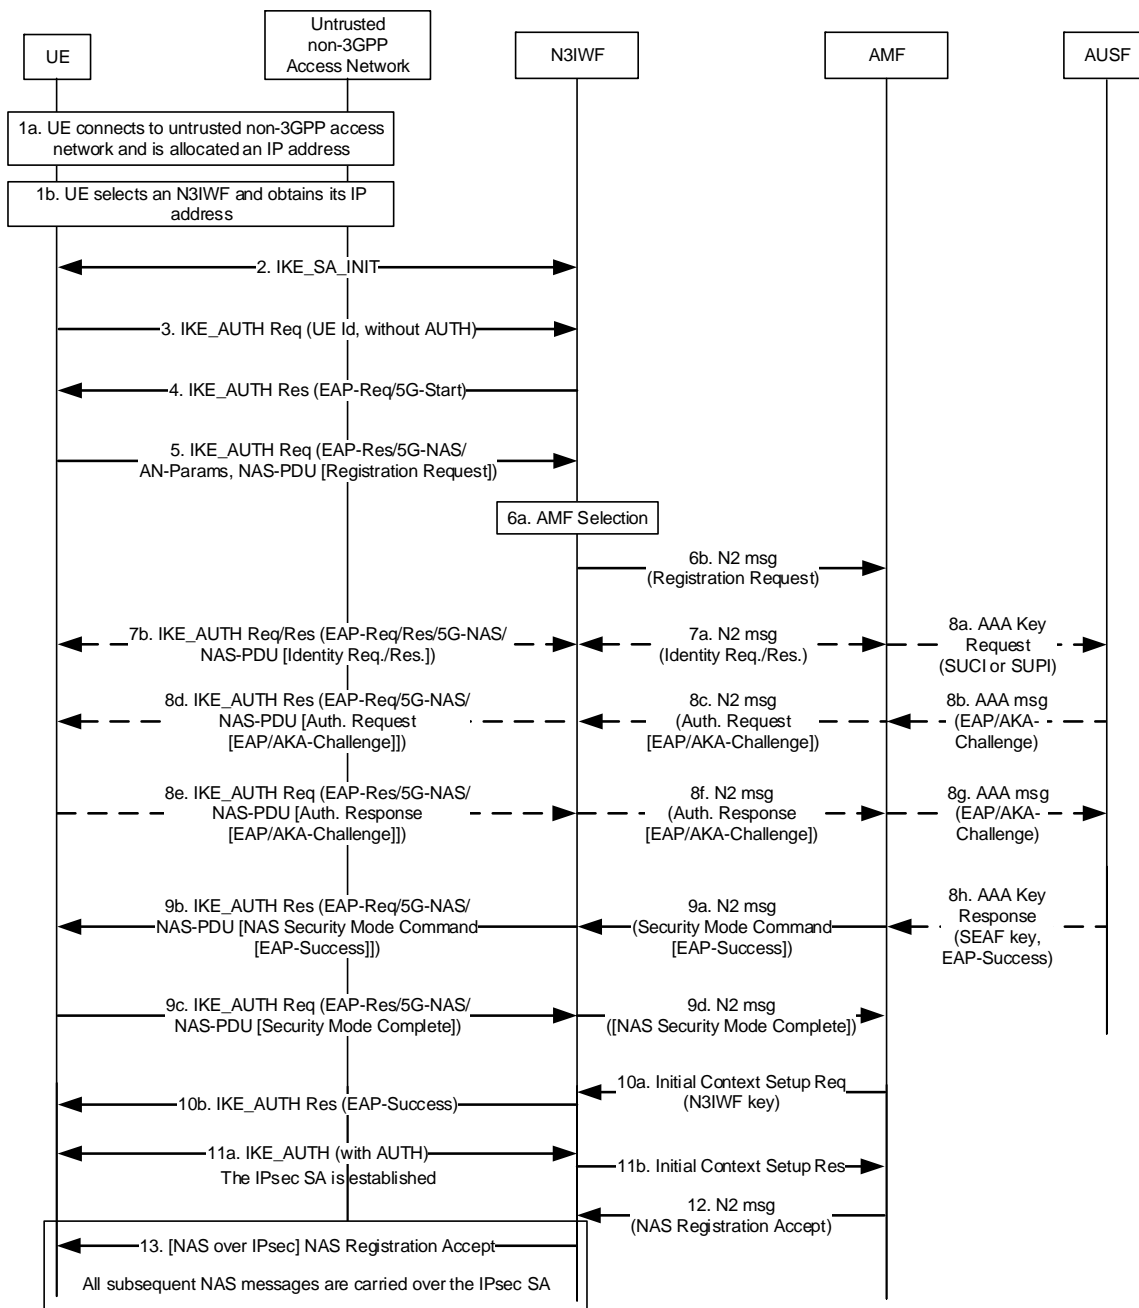 UE
Untrusted
non-3GPP
Access Network
N3IWF
AMF
AUSF
1a. UE connects to untrusted non-3GPP access
network and is allocated an IP address
1b. UE selects an N3IWF and obtains its IP
address
2. IKE_SA_INIT
3. IKE_AUTH Req (UE Id, without AUTH)
4. IKE_AUTH Res (EAP-Req/5G-Start)
5. IKE_AUTH Req (EAP-Res/5G-NAS/
AN-Params, NAS-PDU [Registration Request])
6a. AMF Selection
6b. N2 msg
(Registration Request)
7b. IKE_AUTH Req/Res (EAP-Req/Res/5G-NAS/
NAS-PDU [Identity Req./Res.])
7a. N2 msg
(Identity Req./Res.)
8a. AAA Key
Request
(SUCI or SUPI)
8d. IKE_AUTH Res (EAP-Req/5G-NAS/
NAS-PDU [Auth. Request
[EAP/AKA-Challenge]])
8c. N2 msg
(Auth. Request
[EAP/AKA-Challenge])
8b. AAA msg
(EAP/AKA-
Challenge)
8e. IKE_AUTH Req (EAP-Res/5G-NAS/
NAS-PDU [Auth. Response
[EAP/AKA-Challenge]])
8f. N2 msg
(Auth. Response
[EAP/AKA-Challenge])
8g. AAA msg
(EAP/AKA-
Challenge)
8h. AAA Key
Response
(SEAF key,
EAP-Success)
9b. IKE_AUTH Res (EAP-Req/5G-NAS/
NAS-PDU [NAS Security Mode Command
[EAP-Success]])
9a. N2 msg
(Security Mode Command
[EAP-Success])
9c. IKE_AUTH Req (EAP-Res/5G-NAS/
NAS-PDU [Security Mode Complete])
9d. N2 msg
([NAS Security Mode Complete])
10a. Initial Context Setup Req
(N3IWF key)
10b. IKE_AUTH Res (EAP-Success)
11a. IKE_AUTH (with AUTH)
The IPsec SA is established
11b. Initial Context Setup Res
12. N2 msg
(NAS Registration Accept)
13. [NAS over IPsec] NAS Registration Accept
All subsequent NAS messages are carried over the IPsec SA